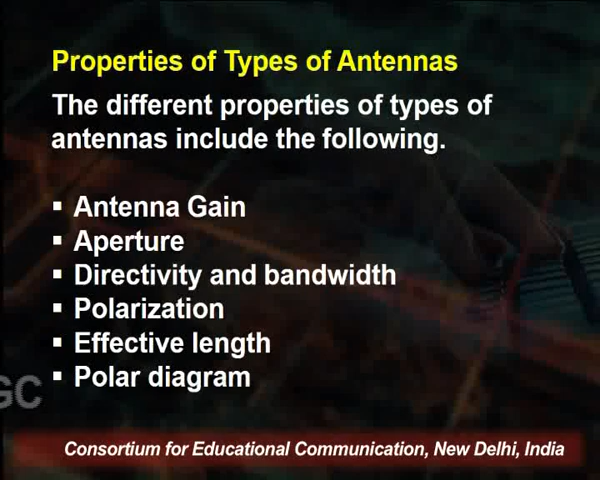 Properties of Types of Antennas
The different properties of types of
antennas include the following.
▪ Antenna Gain
▪ Aperture
▪ Directivity and bandwidth
▪ Polarization
▪ Effective length
▪ Polar diagram
GC
Consortium for Educational Communication, New Delhi, India